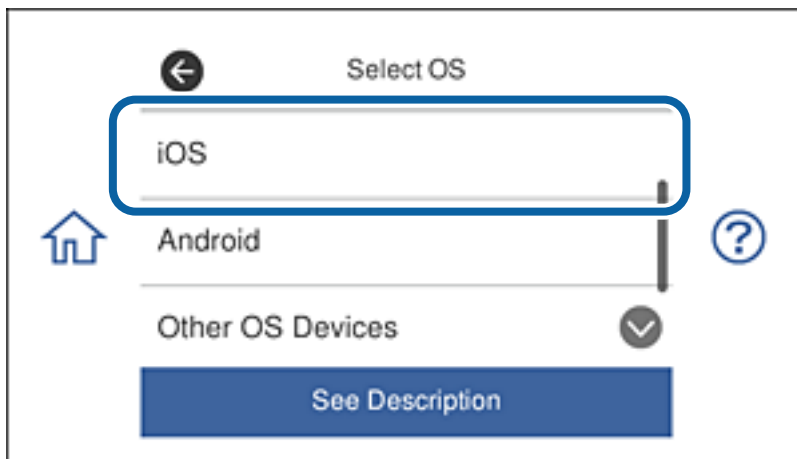 Select OS
iOS
Android
Other OS Devices
See Description